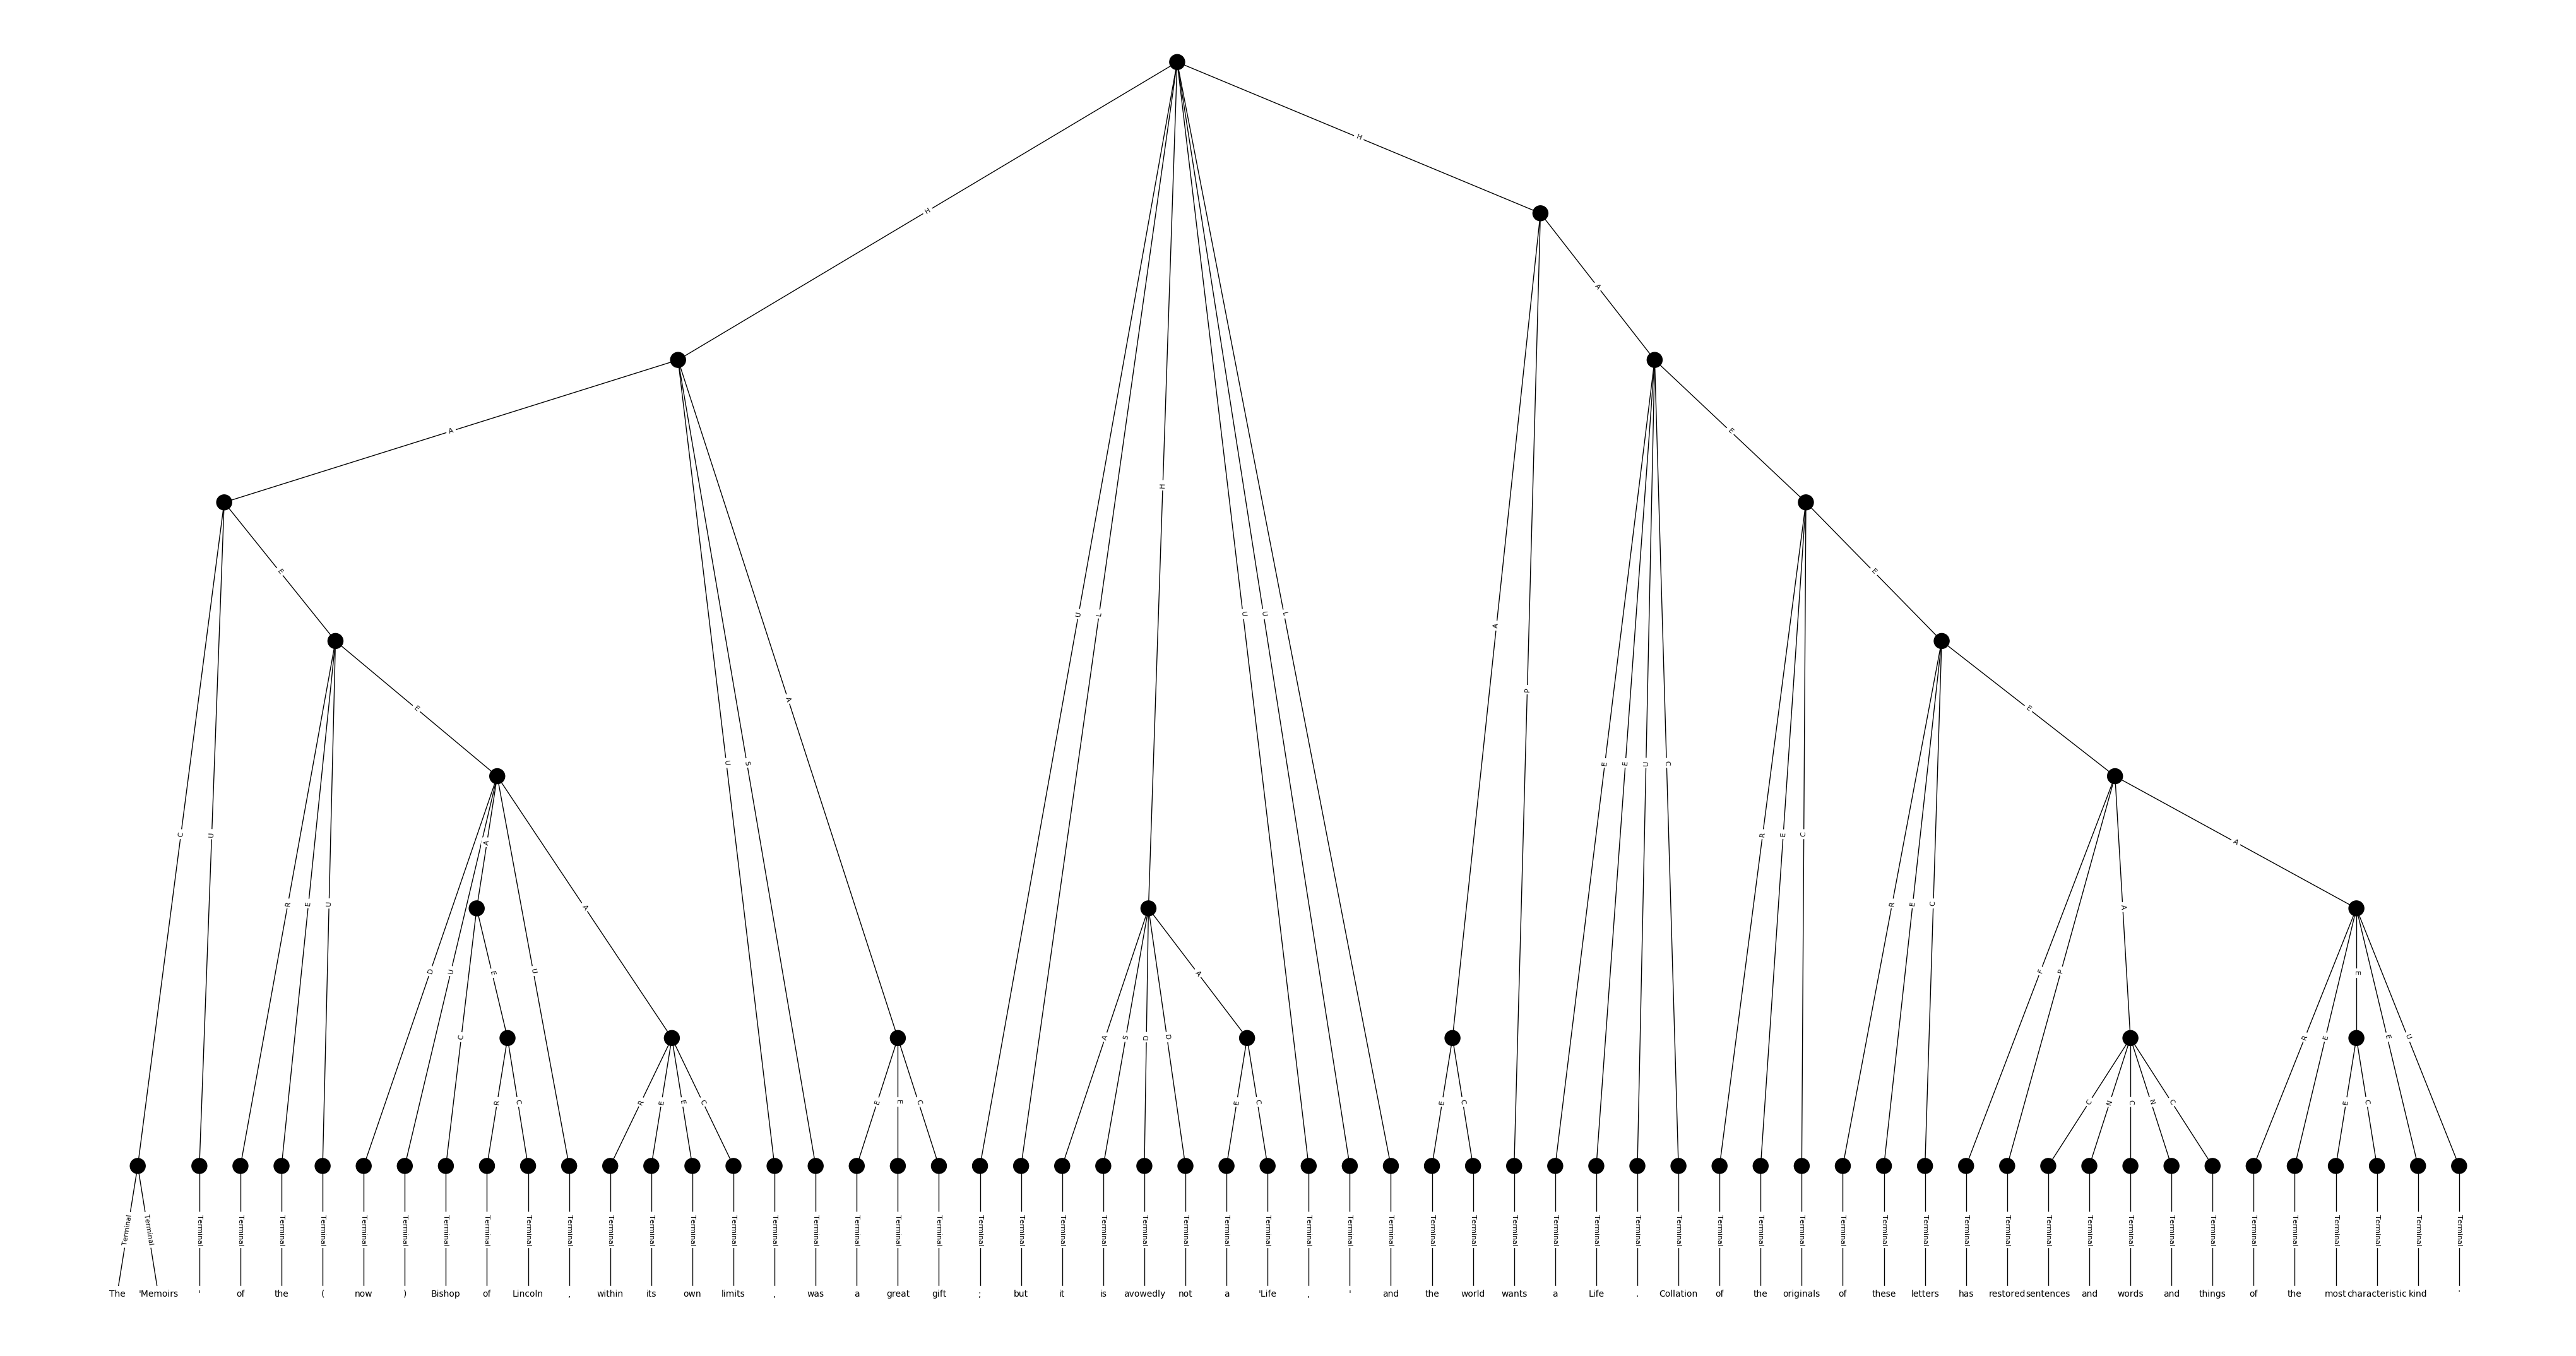 H
H
A
A E
H
E E
U L U U L
A
P
A
E E
U S E E U C
C U R E C
A A
R E U A R E C A
D U E U A F P E
C A S D D R E E U
R C R E E C E E C E C E C C N C N C E C
Terminal Terminal Terminal Terminal Terminal Terminal Terminal Terminal Terminal Terminal Terminal Terminal Terminal Terminal Terminal Terminal Terminal Terminal Terminal Terminal Terminal Terminal Terminal Terminal Terminal Terminal Terminal Terminal Terminal Terminal Terminal Terminal Terminal Terminal Terminal Terminal Terminal Terminal Terminal Terminal Terminal Terminal Terminal Terminal Terminal Terminal Terminal Terminal Terminal Terminal Terminal Terminal Terminal Terminal Terminal Terminal Terminal Terminal
The 'Memoirs ' of the ( now ) Bishop of Lincoln , within its own limits , was a great gift ; but it is avowedly not a 'Life , ' and the world wants a Life . Collation of the originals of these letters has restored sentences and words and things of the most characteristic kind .